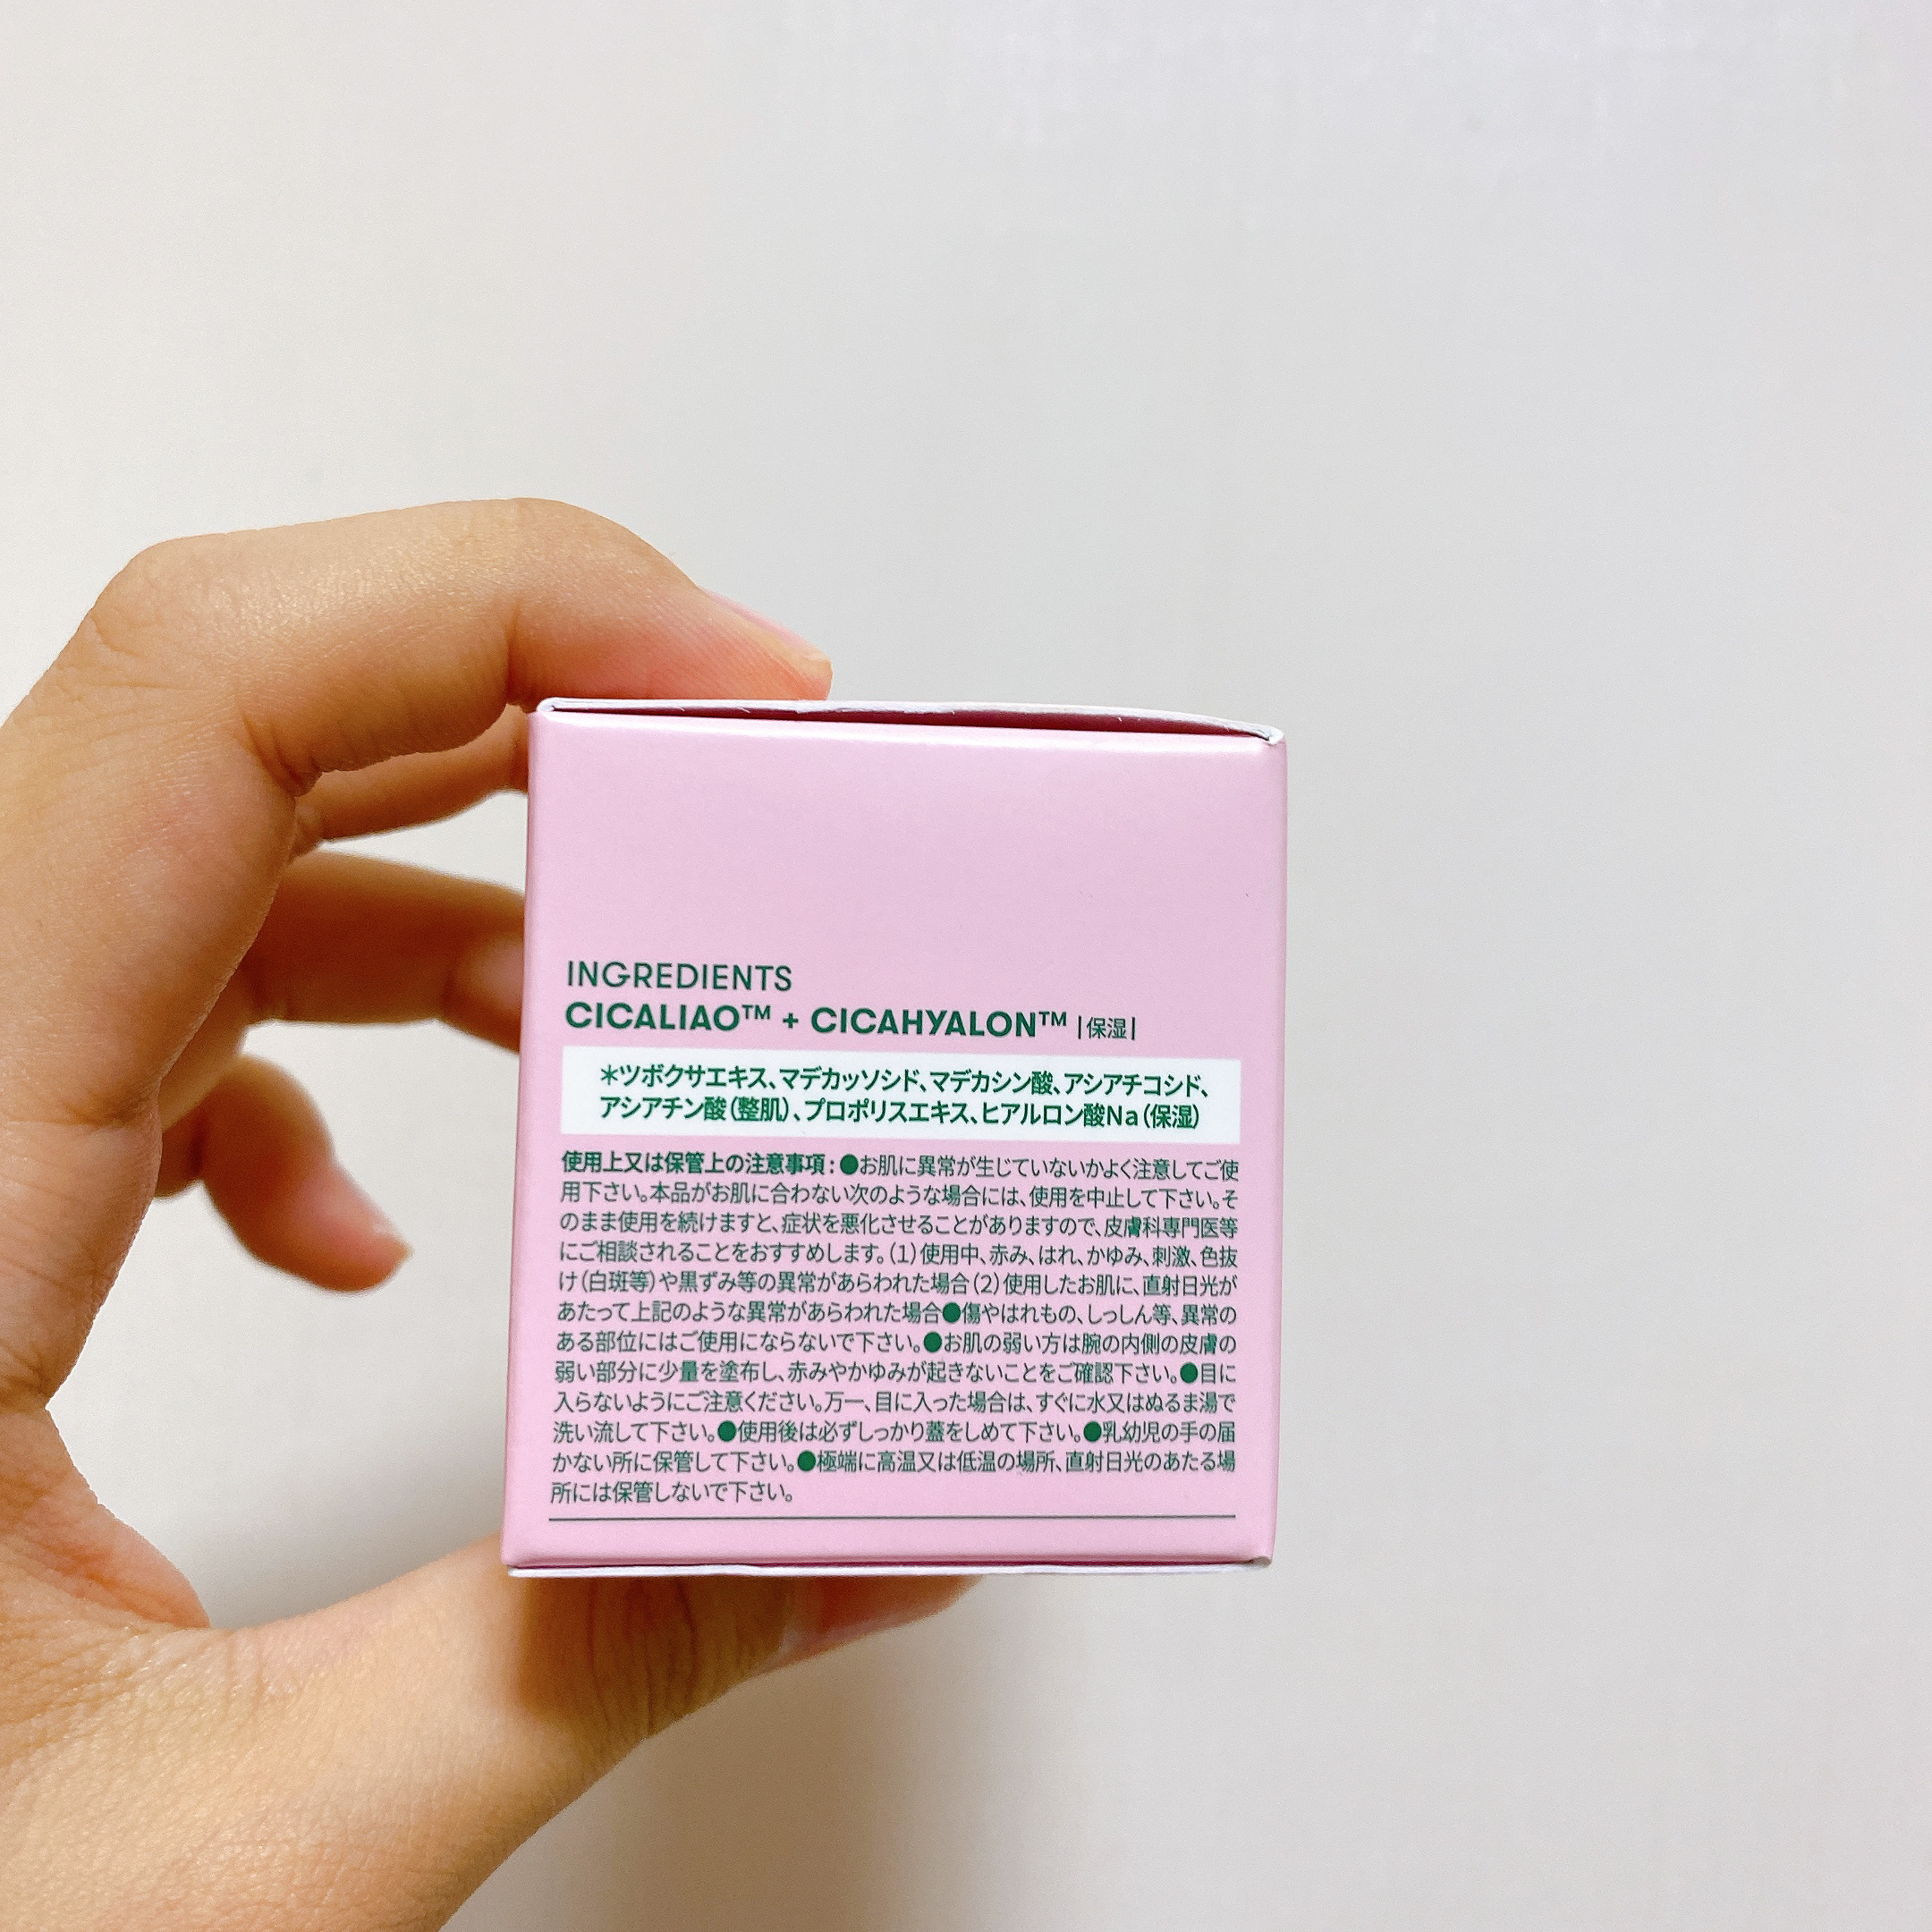 INGREDIENTS
CICALIAO™ + CICAHYALON™ |保湿|
＊ツボクサエキス、マデカッソシド、マデカシン酸、アシアチコシド、
アシアチン酸（整肌）、プロポリスエキス、ヒアルロン酸Na（保湿）
使用上又は保管上の注意事項：●お肌に異常が生じていないかよく注意してご使
用下さい。本品がお肌に合わない次のような場合には、使用を中止して下さい。そ
のまま使用を続けますと、症状を悪化させることがありますので、皮膚科専門医等
にご相談されることをおすすめします。（1）使用中、赤み、はれ、かゆみ、刺激、色抜
け（白斑等）や黒ずみ等の異常があらわれた場合（2）使用したお肌に、直射日光が
あたって上記のような異常があらわれた場合●傷やはれもの、しっしん等、異常の
ある部位にはご使用にならないで下さい。●お肌の弱い方は腕の内側の皮膚の
弱い部分に少量を塗布し、赤みやかゆみが起きないことをご確認下さい。●目に
入らないようにご注意ください。万一、目に入った場合は、すぐに水又はぬるま湯で
洗い流して下さい。●使用後は必ずしっかり蓋をしめて下さい。●乳幼児の手の届
かない所に保管して下さい。●極端に高温又は低温の場所、直射日光のあたる場
所には保管しないで下さい。